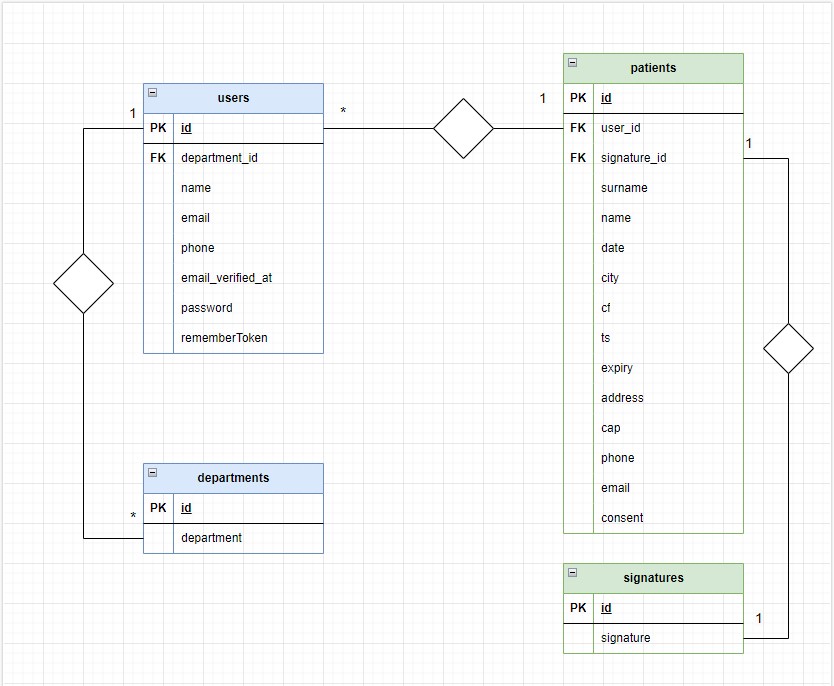 users
1
PK id
FK department_id
name
email
phone
email_verified_at
password
rememberToken
*
1
patients
PK id
FK user_id
FK signature_id
surname
name
date
city
cf
ts
expiry
address
cap
phone
email
consent
1
departments
PK id
department
*
signatures
PK id
signature
1